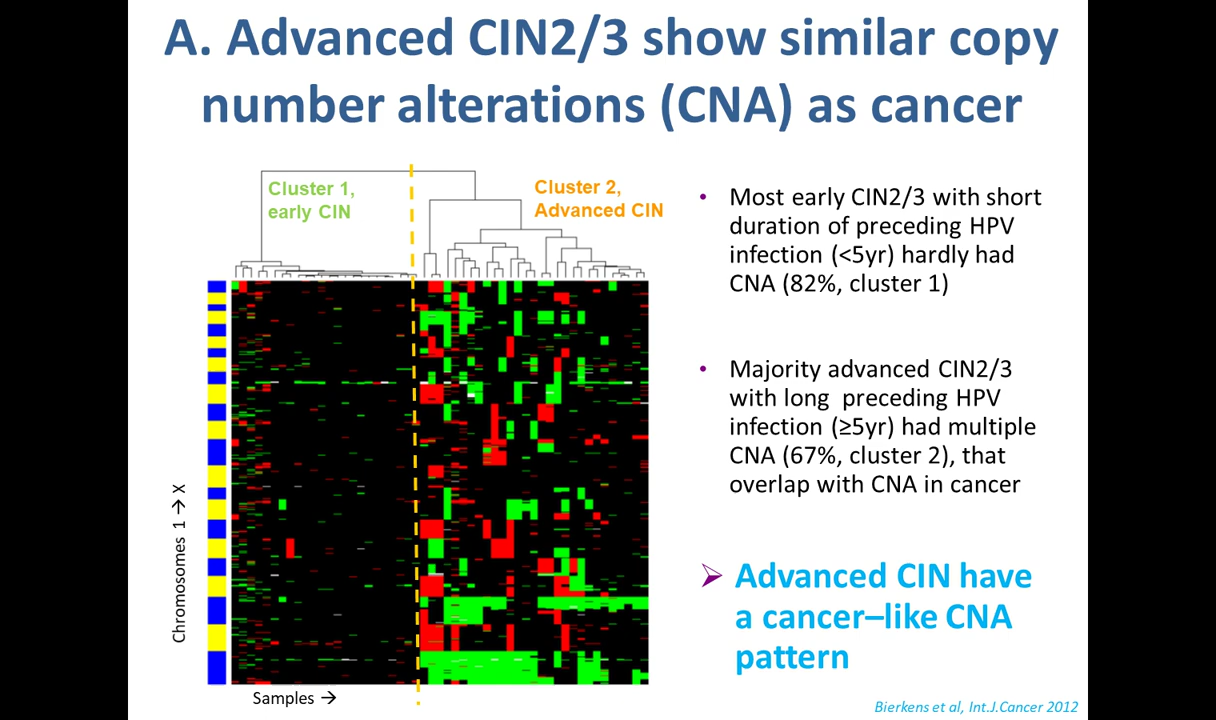 A. Advanced CIN2/3 show similar copy
number alterations (CNA) as cancer
Cluster 1,
early CIN
Cluster 2,
Advanced CIN
Chromosomes 1 → X
Samples →
• Most early CIN2/3 with short
duration of preceding HPV
infection (<5yr) hardly had
CNA (82%, cluster 1)
• Majority advanced CIN2/3
with long preceding HPV
infection (≥5yr) had multiple
CNA (67%, cluster 2), that
overlap with CNA in cancer
➢ Advanced CIN have
a cancer–like CNA
pattern
Bierkens et al, Int.J.Cancer 2012